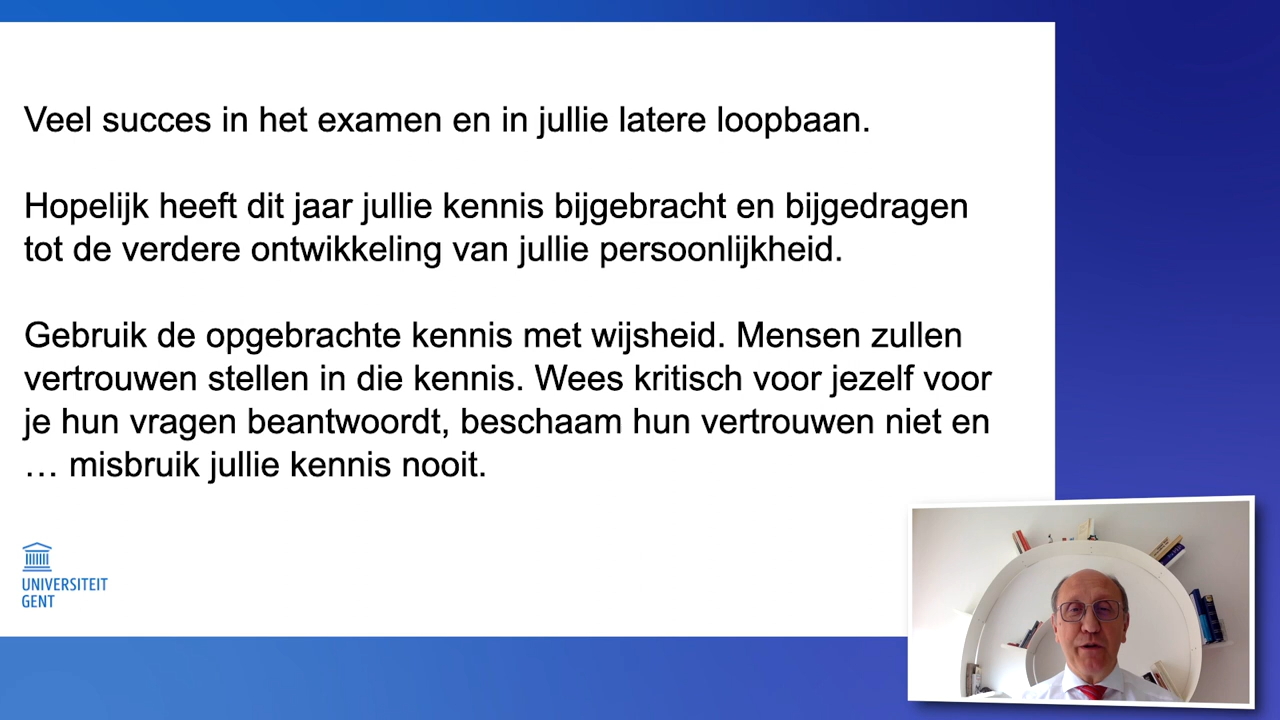 Veel succes in het examen en in jullie latere loopbaan.
Hopelijk heeft dit jaar jullie kennis bijgebracht en bijgedragen
tot de verdere ontwikkeling van jullie persoonlijkheid.
Gebruik de opgebrachte kennis met wijsheid. Mensen zullen
vertrouwen stellen in die kennis. Wees kritisch voor jezelf voor
je hun vragen beantwoordt, beschaam hun vertrouwen niet en
… misbruik jullie kennis nooit.
UNIVERSITEIT
GENT